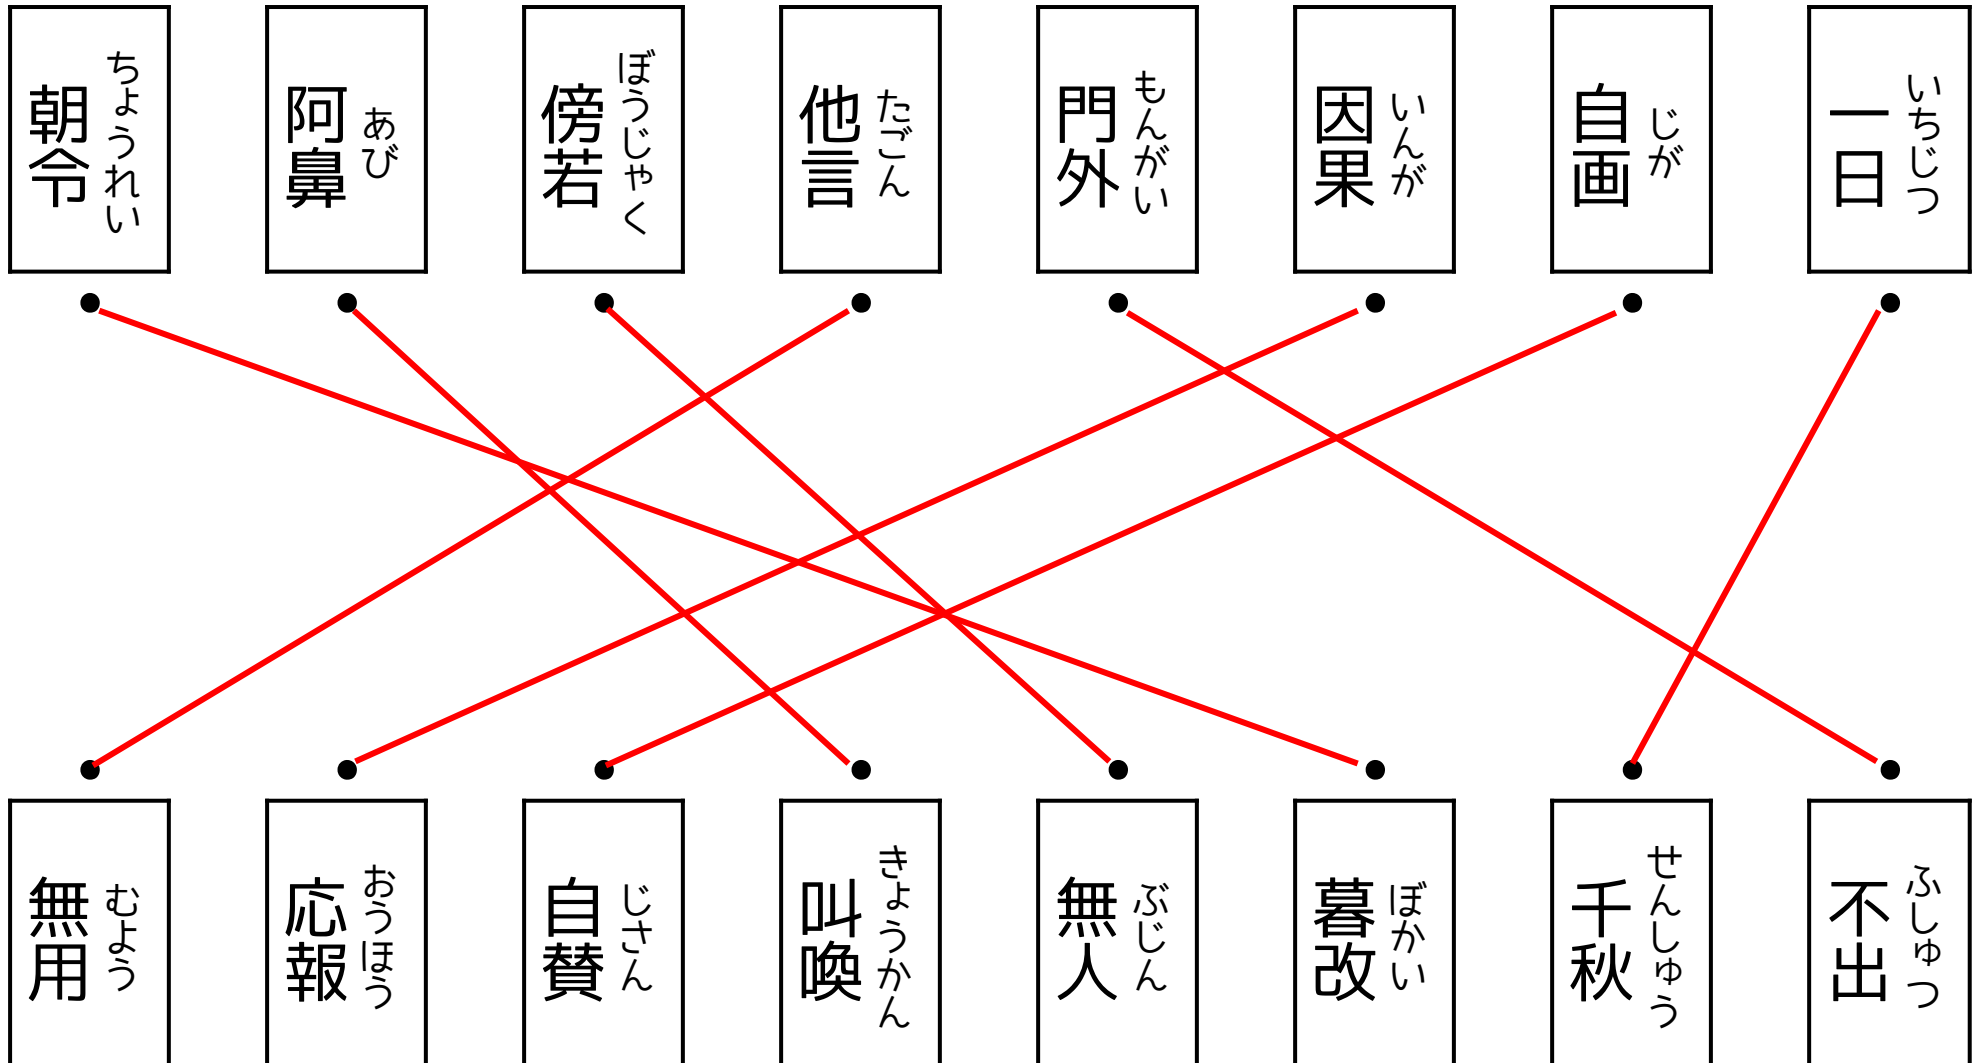 一日
いちじつ
自画
じが
因果
いんが
門外
もんがい
他言
たごん
傍若
ぼうじゃく
阿鼻
あび
朝令
ちょうれい
不出
ふしゅつ
千秋
せんしゅう
暮改
ぼかい
無人
ぶじん
叫喚
きょうかん
自賛
じさん
応報
おうほう
無用
むよう